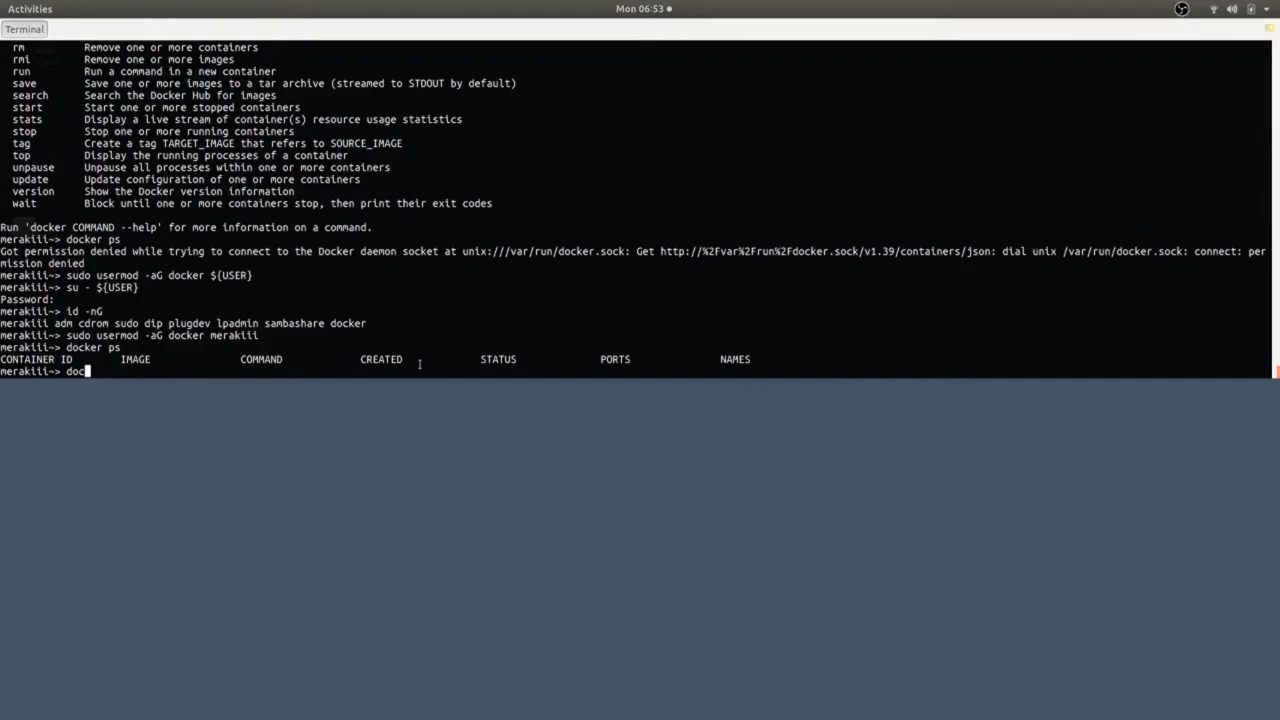 Activities
Mon 06:53
Terminal
rm Remove one or more containers
rmi Remove one or more images
run Run a command in a new container
save Save one or more images to a tar archive (streamed to STDOUT by default)
search Search the Docker Hub for images
start Start one or more stopped containers
stats Display a live stream of container(s) resource usage statistics
stop Stop one or more running containers
tag Create a tag TARGET_IMAGE that refers to SOURCE_IMAGE
top Display the running processes of a container
unpause Unpause all processes within one or more containers
update Update configuration of one or more containers
version Show the Docker version information
wait Block until one or more containers stop, then print their exit codes
Run 'docker COMMAND --help' for more information on a command.
merakiii~> docker ps
Got permission denied while trying to connect to the Docker daemon socket at unix:///var/run/docker.sock: Get http://%2Fvar%2Frun%2Fdocker.sock/v1.39/containers/json: dial unix /var/run/docker.sock: connect: per
mission denied
merakiii~> sudo usermod -aG docker ${USER}
merakiii~> su - ${USER}
Password:
merakiii~> id -nG
merakiii adm cdrom sudo dip plugdev lpadmin sambashare docker
merakiii~> sudo usermod -aG docker merakiii
merakiii~> docker ps
CONTAINER ID IMAGE COMMAND CREATED STATUS PORTS NAMES
merakiii~> doc